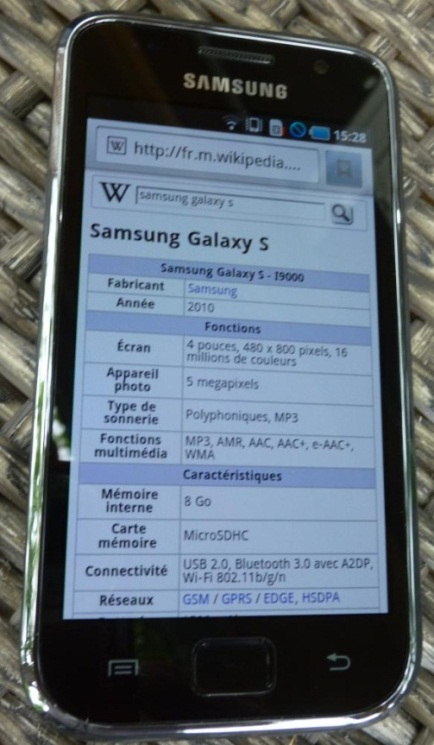 SAMSUNG
15:28
W http://fr.m.wikipedia....
W samsung galaxy s
Samsung Galaxy S
Samsung Galaxy S - I9000
Fabricant Samsung
Année 2010
Fonctions
Écran 4 pouces, 480 x 800 pixels, 16
millions de couleurs
Appareil
photo 5 megapixels
Type de
sonnerie Polyphoniques, MP3
Fonctions MP3, AMR, AAC, AAC+, e-AAC+,
multimédia WMA
Caractéristiques
Mémoire
interne 8 Go
Carte
mémoire MicroSDHC
Connectivité USB 2.0, Bluetooth 3.0 avec A2DP,
Wi-Fi 802.11b/g/n
Réseaux GSM / GPRS / EDGE, HSDPA